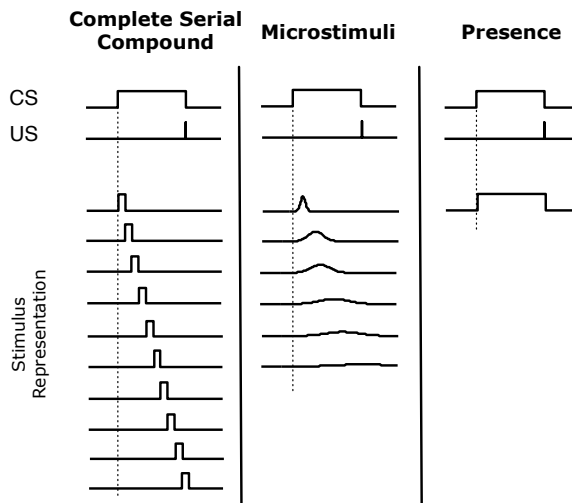 Complete Serial
Compound
Microstimuli
Presence
CS
US
Stimulus
Representation